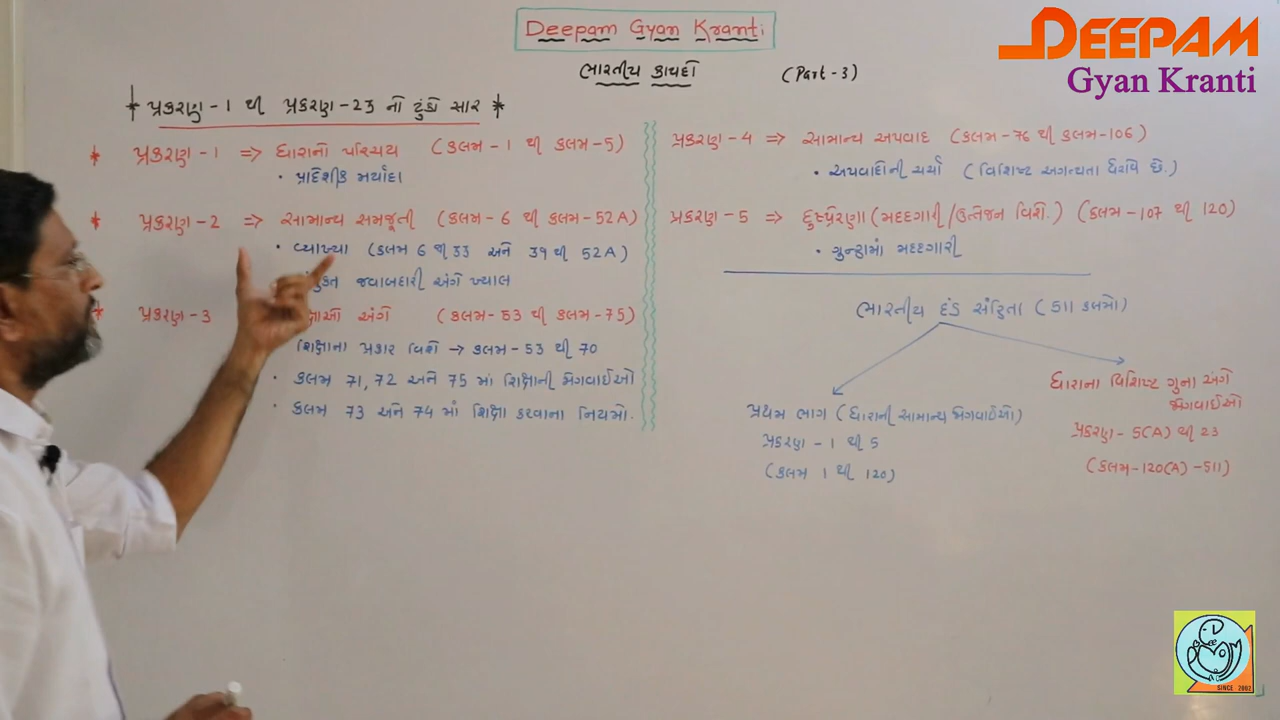 Deepam Gyan Kranti
DEEPAM
Gyan Kranti
ભારતીય કાયદો (Part-3)
* પ્રકરણ-1 થી પ્રકરણ-23 નો ટુંકો સાર *
* પ્રકરણ-1 => ધારાનો પરિચય (કલમ-1 થી કલમ-5)
• પ્રાદેશીક મર્યાદા
* પ્રકરણ-2 => સામાન્ય સમજૂતી (કલમ-6 થી કલમ-52A)
• વ્યાખ્યા (કલમ 6 થી 33 અને 39 થી 52A)
જવાબદારી અંગે ખ્યાલ
* પ્રકરણ-3 અંગે (કલમ-53 થી કલમ-75)
શિક્ષાના પ્રકાર વિશે → કલમ-53 થી 70
• કલમ 71, 72 અને 75 માં શિક્ષાની જોગવાઈઓ
• કલમ 73 અને 74 માં શિક્ષા કરવાના નિયમો.
પ્રકરણ-4 => સામાન્ય અપવાદ (કલમ-76 થી કલમ-106)
• અપવાદોની ચર્ચા (વિશિષ્ટ અગત્યતા ધરાવે છે.)
પ્રકરણ-5 => દુષ્પ્રેરણા (મદદગારી/ઉત્તેજન વિશે.) (કલમ-107 થી 120)
• ગુન્હામાં મદદગારી
ભારતીય દંડ સંહિતા (511 કલમો)
પ્રથમ ભાગ (ધારાની સામાન્ય જોગવાઈઓ)
પ્રકરણ-1 થી 5
(કલમ 1 થી 120)
ધારાના વિશિષ્ટ ગુના અંગે
જોગવાઈઓ
પ્રકરણ-5(A) થી 23
(કલમ-120(A)-511)
SINCE 2002